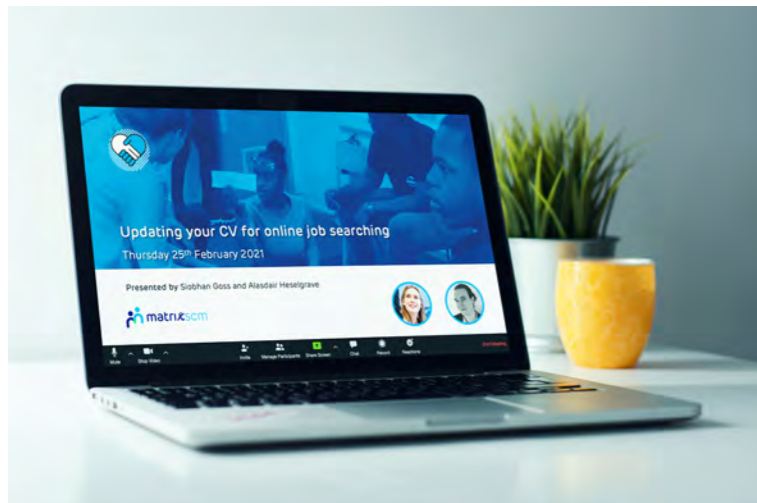 Updating your CV for online job searching
Thursday 25th February 2021
Presented by Siobhan Goss and Alasdair Heselgrave
matrixscm
Mute
Stop Video
Invite
Manage Participants
Share Screen
Chat
Record
Reactions
End Meeting